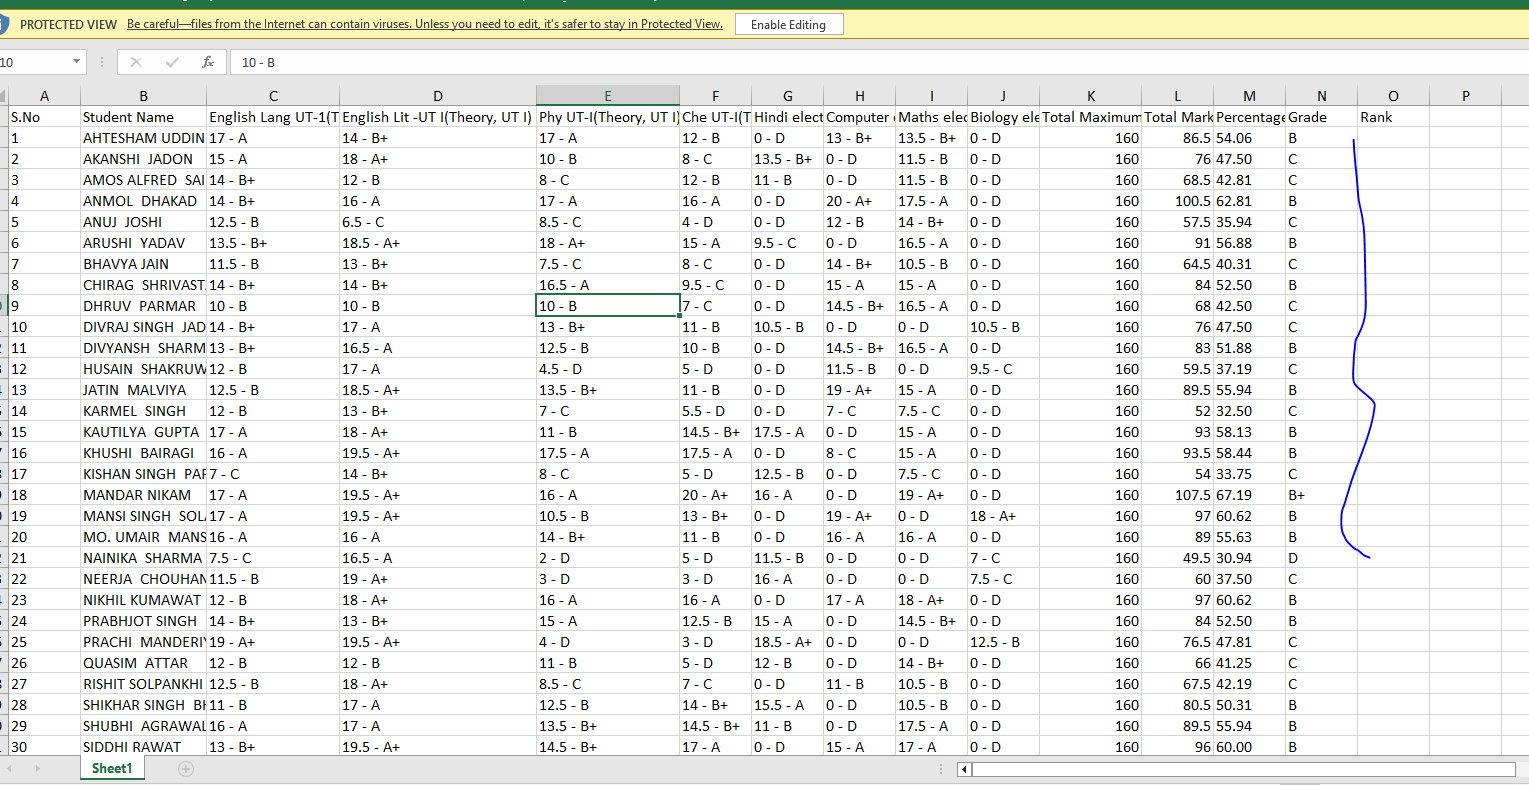 PROTECTED VIEW Be careful—files from the Internet can contain viruses. Unless you need to edit, it's safer to stay in Protected View. Enable Editing
10 fx 10 - B
A B C D E F G H I J K L M N O P
S.No Student Name English Lang UT-1(T English Lit -UT I(Theory, UT I) Phy UT-I(Theory, UT I) Che UT-I(T Hindi elect Computer Maths elec Biology ele Total Maximum Total Mark Percentage Grade Rank
1 AHTESHAM UDDIN 17 - A 14 - B+ 17 - A 12 - B 0 - D 13 - B+ 13.5 - B+ 0 - D 160 86.5 54.06 B
2 AKANSHI JADON 15 - A 18 - A+ 10 - B 8 - C 13.5 - B+ 0 - D 11.5 - B 0 - D 160 76 47.50 C
3 AMOS ALFRED SAI 14 - B+ 12 - B 8 - C 12 - B 11 - B 0 - D 11.5 - B 0 - D 160 68.5 42.81 C
4 ANMOL DHAKAD 14 - B+ 16 - A 17 - A 16 - A 0 - D 20 - A+ 17.5 - A 0 - D 160 100.5 62.81 B
5 ANUJ JOSHI 12.5 - B 6.5 - C 8.5 - C 4 - D 0 - D 12 - B 14 - B+ 0 - D 160 57.5 35.94 C
6 ARUSHI YADAV 13.5 - B+ 18.5 - A+ 18 - A+ 15 - A 9.5 - C 0 - D 16.5 - A 0 - D 160 91 56.88 B
7 BHAVYA JAIN 11.5 - B 13 - B+ 7.5 - C 8 - C 0 - D 14 - B+ 10.5 - B 0 - D 160 64.5 40.31 C
8 CHIRAG SHRIVAST 14 - B+ 14 - B+ 16.5 - A 9.5 - C 0 - D 15 - A 15 - A 0 - D 160 84 52.50 B
9 DHRUV PARMAR 10 - B 10 - B 10 - B 7 - C 0 - D 14.5 - B+ 16.5 - A 0 - D 160 68 42.50 C
10 DIVRAJ SINGH JAD 14 - B+ 17 - A 13 - B+ 11 - B 10.5 - B 0 - D 0 - D 10.5 - B 160 76 47.50 C
11 DIVYANSH SHARM 13 - B+ 16.5 - A 12.5 - B 10 - B 0 - D 14.5 - B+ 16.5 - A 0 - D 160 83 51.88 B
12 HUSAIN SHAKRUW 12 - B 17 - A 4.5 - D 5 - D 0 - D 11.5 - B 0 - D 9.5 - C 160 59.5 37.19 C
13 JATIN MALVIYA 12.5 - B 18.5 - A+ 13.5 - B+ 11 - B 0 - D 19 - A+ 15 - A 0 - D 160 89.5 55.94 B
14 KARMEL SINGH 12 - B 13 - B+ 7 - C 5.5 - D 0 - D 7 - C 7.5 - C 0 - D 160 52 32.50 C
15 KAUTILYA GUPTA 17 - A 18 - A+ 11 - B 14.5 - B+ 17.5 - A 0 - D 15 - A 0 - D 160 93 58.13 B
16 KHUSHI BAIRAGI 16 - A 19.5 - A+ 17.5 - A 17.5 - A 0 - D 8 - C 15 - A 0 - D 160 93.5 58.44 B
17 KISHAN SINGH PAR 7 - C 14 - B+ 8 - C 5 - D 12.5 - B 0 - D 7.5 - C 0 - D 160 54 33.75 C
18 MANDAR NIKAM 17 - A 19.5 - A+ 16 - A 20 - A+ 16 - A 0 - D 19 - A+ 0 - D 160 107.5 67.19 B+
19 MANSI SINGH SOL 17 - A 19.5 - A+ 10.5 - B 13 - B+ 0 - D 19 - A+ 0 - D 18 - A+ 160 97 60.62 B
20 MO. UMAIR MANS 16 - A 16 - A 14 - B+ 11 - B 0 - D 16 - A 16 - A 0 - D 160 89 55.63 B
21 NAINIKA SHARMA 7.5 - C 16.5 - A 2 - D 5 - D 11.5 - B 0 - D 0 - D 7 - C 160 49.5 30.94 D
22 NEERJA CHOUHAN 11.5 - B 19 - A+ 3 - D 3 - D 16 - A 0 - D 0 - D 7.5 - C 160 60 37.50 C
23 NIKHIL KUMAWAT 12 - B 18 - A+ 16 - A 16 - A 0 - D 17 - A 18 - A+ 0 - D 160 97 60.62 B
24 PRABHJOT SINGH 14 - B+ 13 - B+ 15 - A 12.5 - B 15 - A 0 - D 14.5 - B+ 0 - D 160 84 52.50 B
25 PRACHI MANDERI 19 - A+ 19.5 - A+ 4 - D 3 - D 18.5 - A+ 0 - D 0 - D 12.5 - B 160 76.5 47.81 C
26 QUASIM ATTAR 12 - B 12 - B 11 - B 5 - D 12 - B 0 - D 14 - B+ 0 - D 160 66 41.25 C
27 RISHIT SOLPANKHI 12.5 - B 18 - A+ 8.5 - C 7 - C 0 - D 11 - B 10.5 - B 0 - D 160 67.5 42.19 C
28 SHIKHAR SINGH BH 11 - B 17 - A 12.5 - B 14 - B+ 15.5 - A 0 - D 10.5 - B 0 - D 160 80.5 50.31 B
29 SHUBHI AGRAWAL 16 - A 17 - A 13.5 - B+ 14.5 - B+ 11 - B 0 - D 17.5 - A 0 - D 160 89.5 55.94 B
30 SIDDHI RAWAT 13 - B+ 19.5 - A+ 14.5 - B+ 17 - A 0 - D 15 - A 17 - A 0 - D 160 96 60.00 B
Sheet1